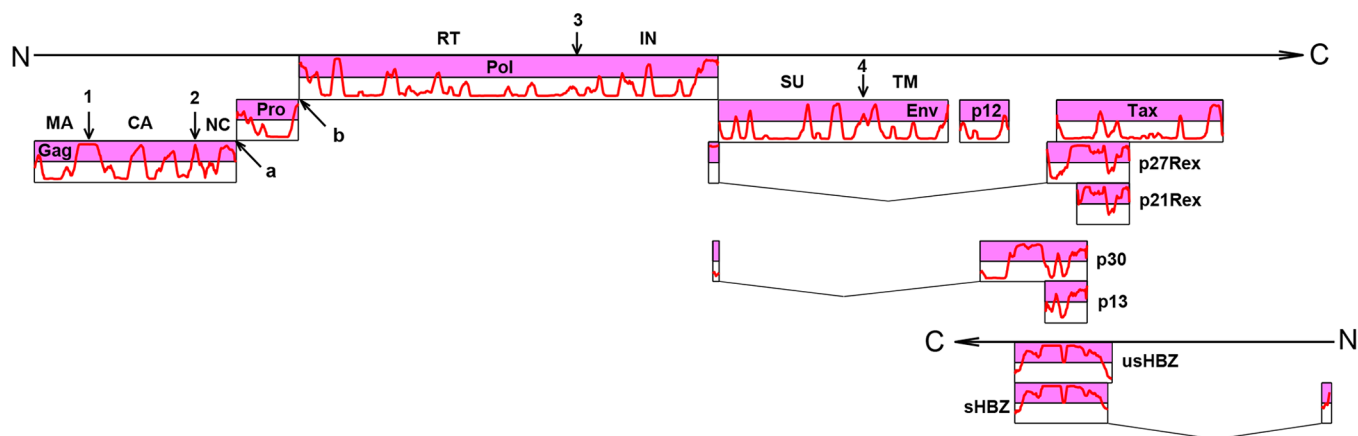 N
RT
3
IN
C
Pol
SU
4
TM
MA
1
CA
2
NC
Pro
b
Env
p12
Tax
Gag
a
p27Rex
p21Rex
p30
p13
C
N
usHBZ
sHBZ